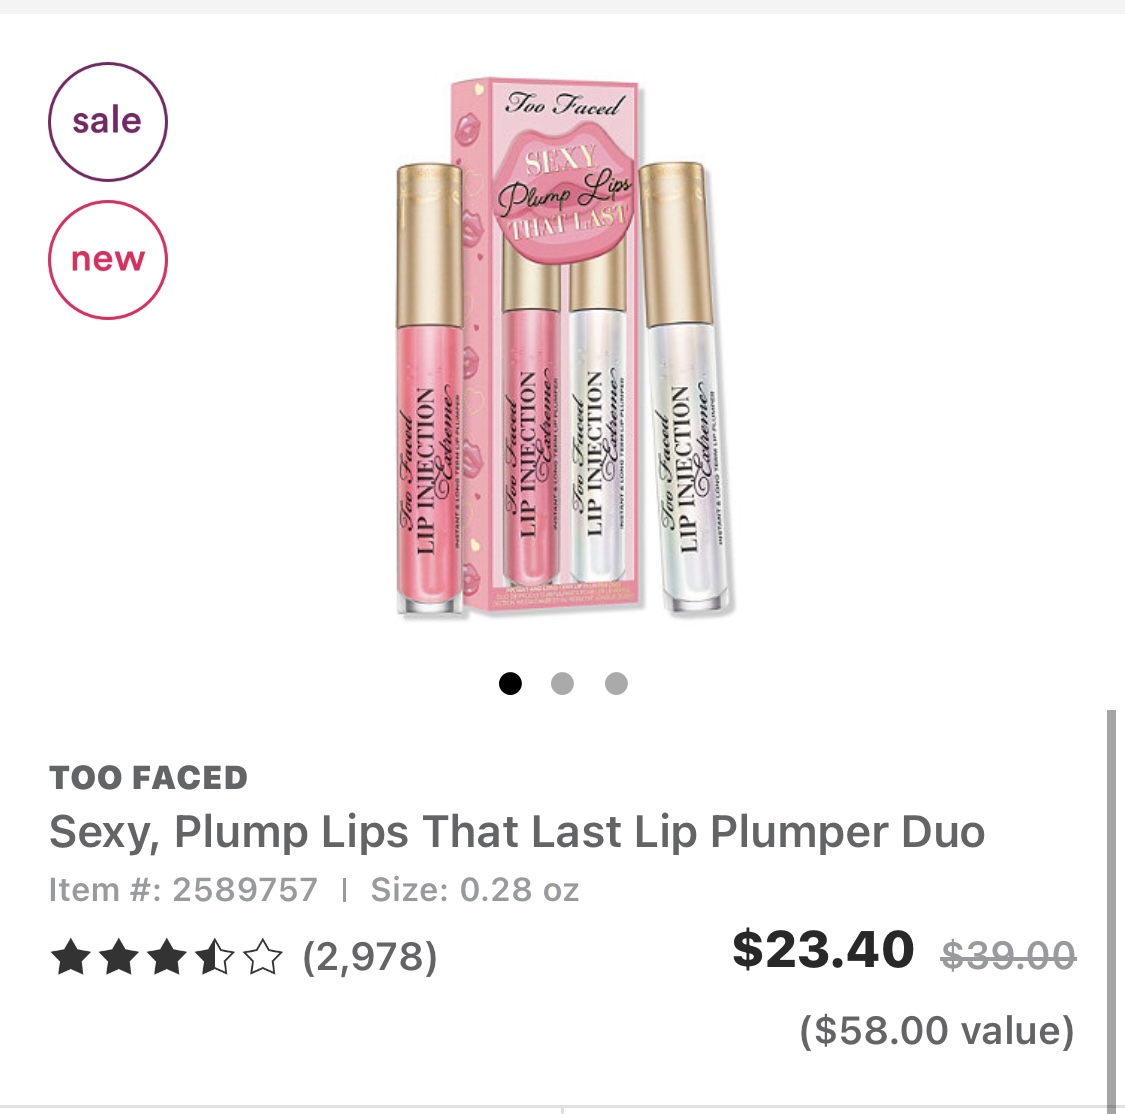 sale
new
Too Faced
SEXY
Plump Lips
THAT LAST
Too Faced
LIP INJECTION
Extreme
INSTANT & LONG TERM LIP PLUMPER
Too Faced
LIP INJECTION
Extreme
INSTANT & LONG TERM LIP PLUMPER
Too Faced
LIP INJECTION
Extreme
INSTANT & LONG TERM LIP PLUMPER
Too Faced
LIP INJECTION
Extreme
INSTANT & LONG TERM LIP PLUMPER
TOO FACED
Sexy, Plump Lips That Last Lip Plumper Duo
Item #: 2589757 | Size: 0.28 oz
(2,978)
$23.40 $39.00
($58.00 value)